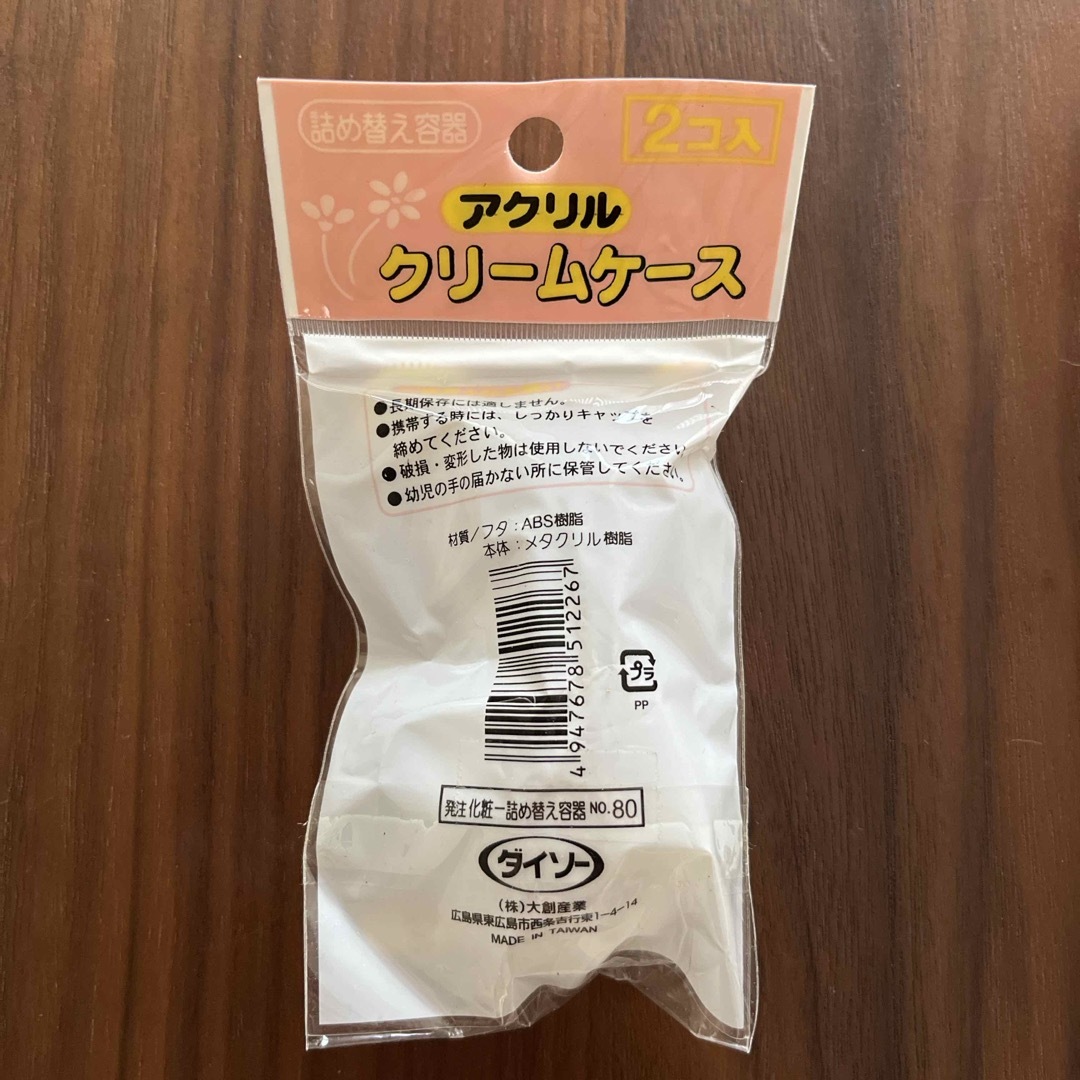 詰め替え容器
2コ入
アクリル
クリームケース
●長期保存には適しません。
●携帯する時には、しっかりキャップを
締めてください。
●破損・変形した物は使用しないでください
●幼児の手の届かない所に保管してください。
材質/フタ:ABS樹脂
本体:メタクリル樹脂
4947678512267
プラ
PP
発注 化粧ー詰め替え容器 NO.80
ダイソー
(株)大創産業
広島県東広島市西条吉行東1-4-14
MADE IN TAIWAN